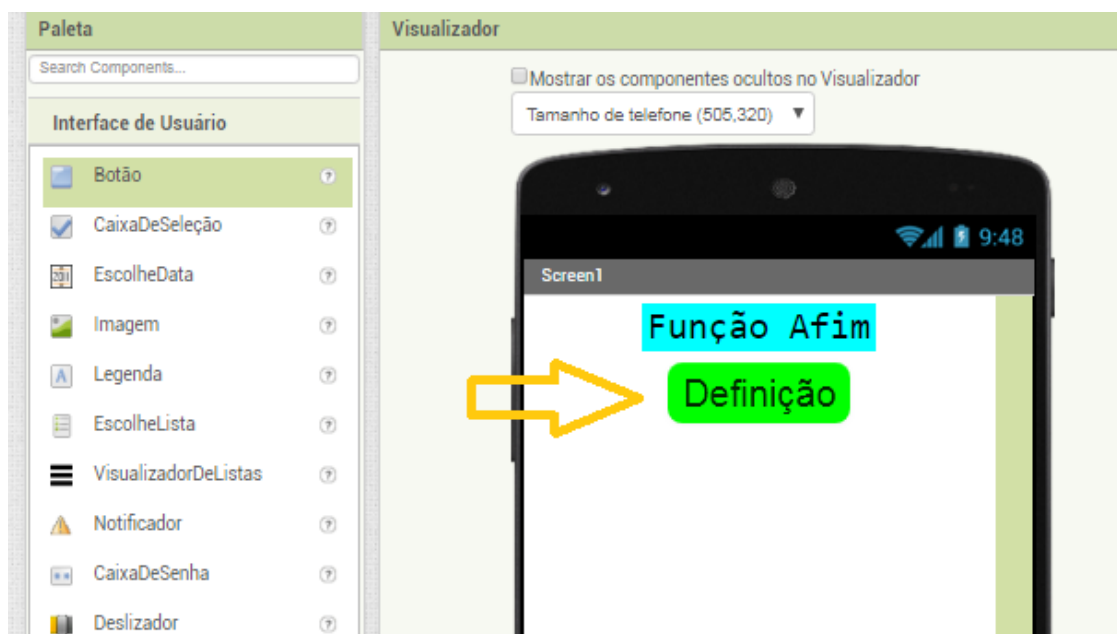 Paleta
Search Components...
Interface de Usuário
Botão
CaixaDeSeleção
EscolheData
Imagem
Legenda
EscolheLista
VisualizadorDeListas
Notificador
CaixaDeSenha
Deslizador
Visualizador
Mostrar os componentes ocultos no Visualizador
Tamanho de telefone (505,320)
9:48
Screen1
Função Afim
Definição